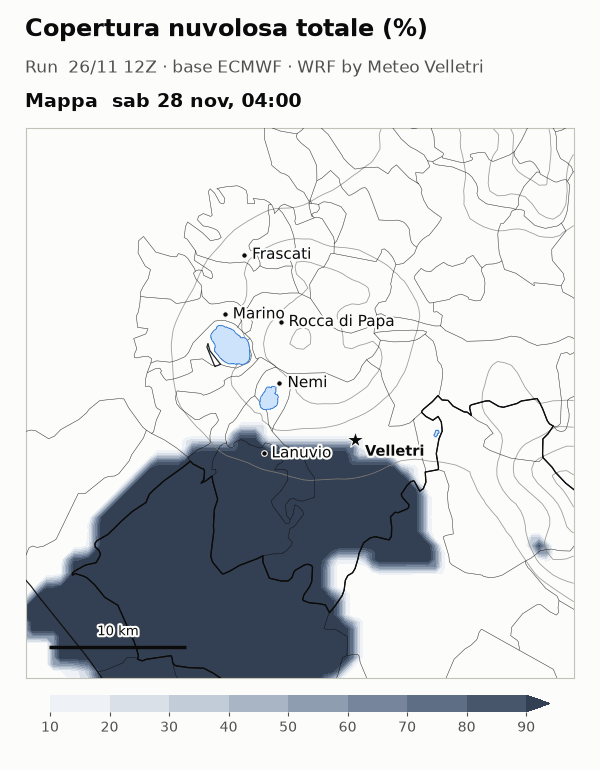 Copertura nuvolosa totale (%)
Run  26/11 12Z · base ECMWF · WRF by Meteo Velletri
Mappa  sab 28 nov, 04:00
Frascati
Marino
Rocca di Papa
Nemi
Velletri
Lanuvio
10 km
10 20 30 40 50 60 70 80 90